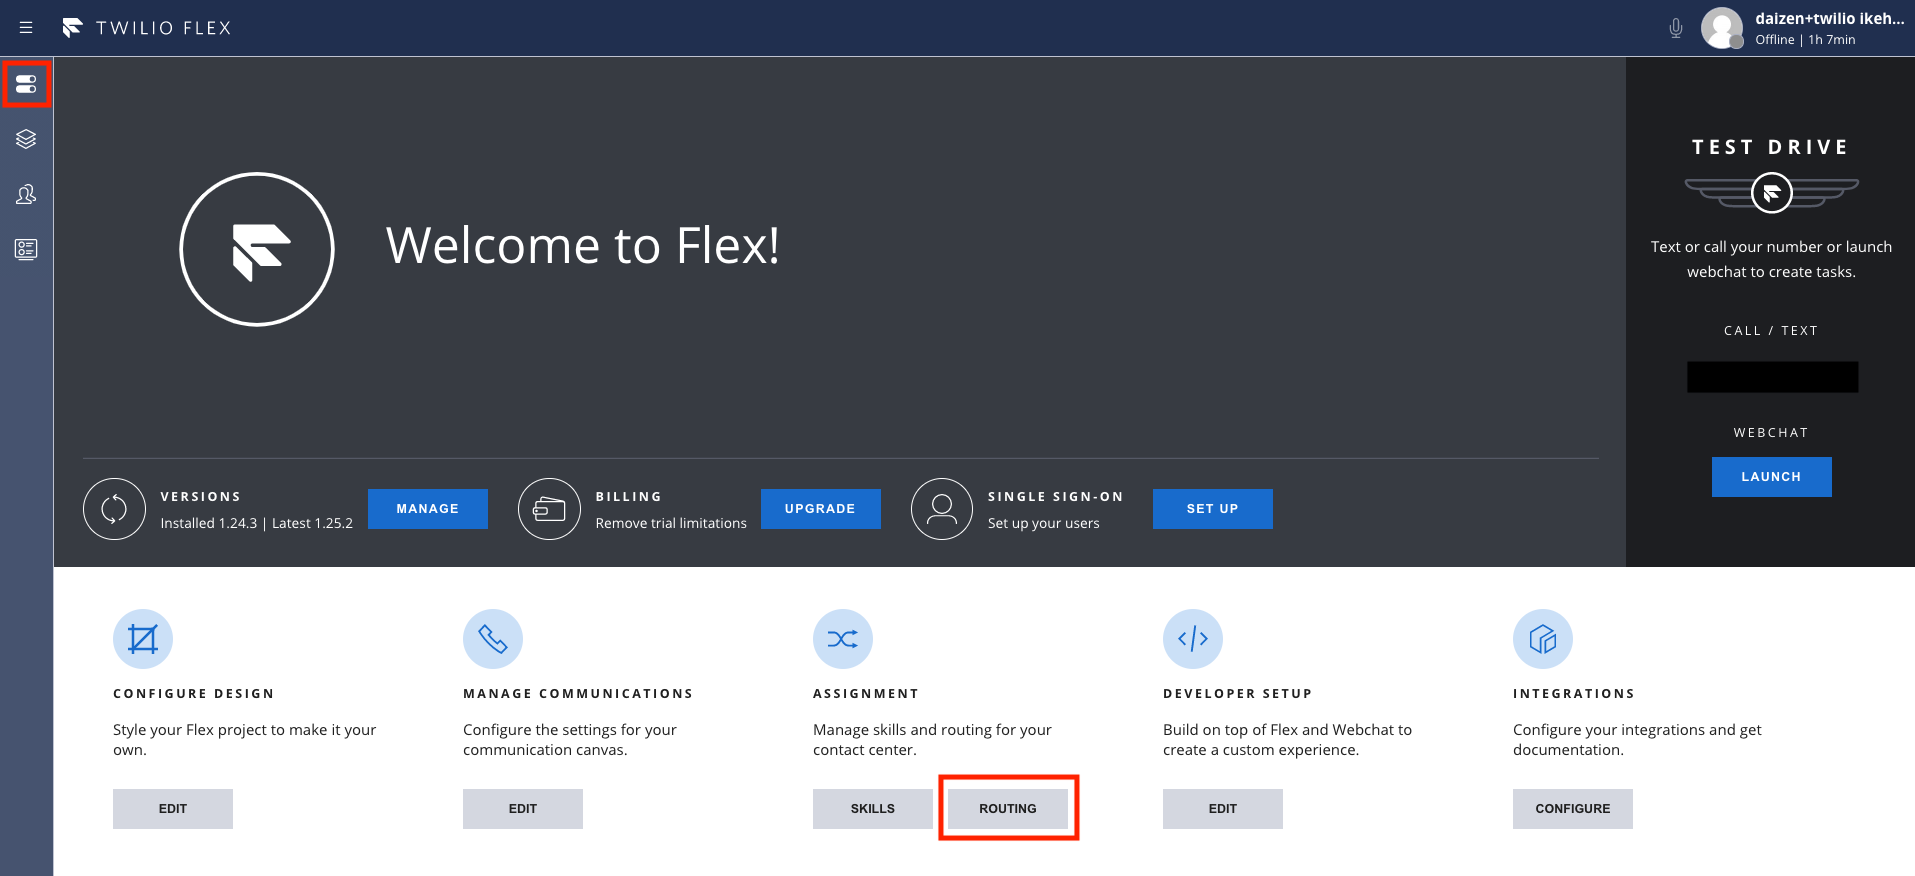 TWILIO FLEX
daizen+twilio ikeh...
Offline | 1h 7min
Welcome to Flex!
TEST DRIVE
Text or call your number or launch
webchat to create tasks.
CALL / TEXT
WEBCHAT
LAUNCH
VERSIONS
Installed 1.24.3 | Latest 1.25.2
MANAGE
BILLING
Remove trial limitations
UPGRADE
SINGLE SIGN-ON
Set up your users
SET UP
CONFIGURE DESIGN
Style your Flex project to make it your
own.
EDIT
MANAGE COMMUNICATIONS
Configure the settings for your
communication canvas.
EDIT
ASSIGNMENT
Manage skills and routing for your
contact center.
SKILLS
ROUTING
DEVELOPER SETUP
Build on top of Flex and Webchat to
create a custom experience.
EDIT
INTEGRATIONS
Configure your integrations and get
documentation.
CONFIGURE